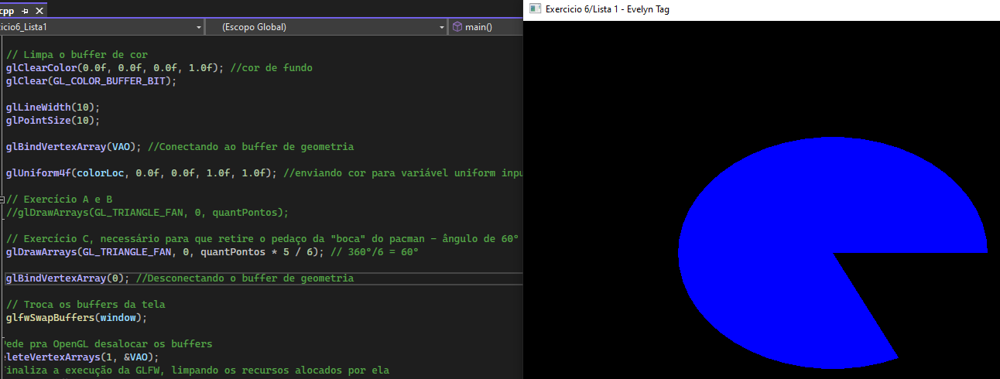 cpp
cicio6_Lista1
(Escopo Global)
main()
// Limpa o buffer de cor
glClearColor(0.0f, 0.0f, 0.0f, 1.0f); //cor de fundo
glClear(GL_COLOR_BUFFER_BIT);
glLineWidth(10);
glPointSize(10);
glBindVertexArray(VAO); //Conectando ao buffer de geometria
glUniform4f(colorLoc, 0.0f, 0.0f, 1.0f, 1.0f); //enviando cor para variável uniform inpu
// Exercício A e B
//glDrawArrays(GL_TRIANGLE_FAN, 0, quantPontos);
// Exercício C, necessário para que retire o pedaço da "boca" do pacman - ângulo de 60°
glDrawArrays(GL_TRIANGLE_FAN, 0, quantPontos * 5 / 6); // 360°/6 = 60°
glBindVertexArray(0); //Desconectando o buffer de geometria
// Troca os buffers da tela
glfwSwapBuffers(window);
Pede pra OpenGL desalocar os buffers
leteVertexArrays(1, &VAO);
Finaliza a execução da GLFW, limpando os recursos alocados por ela
Exercicio 6/Lista 1 - Evelyn Tag